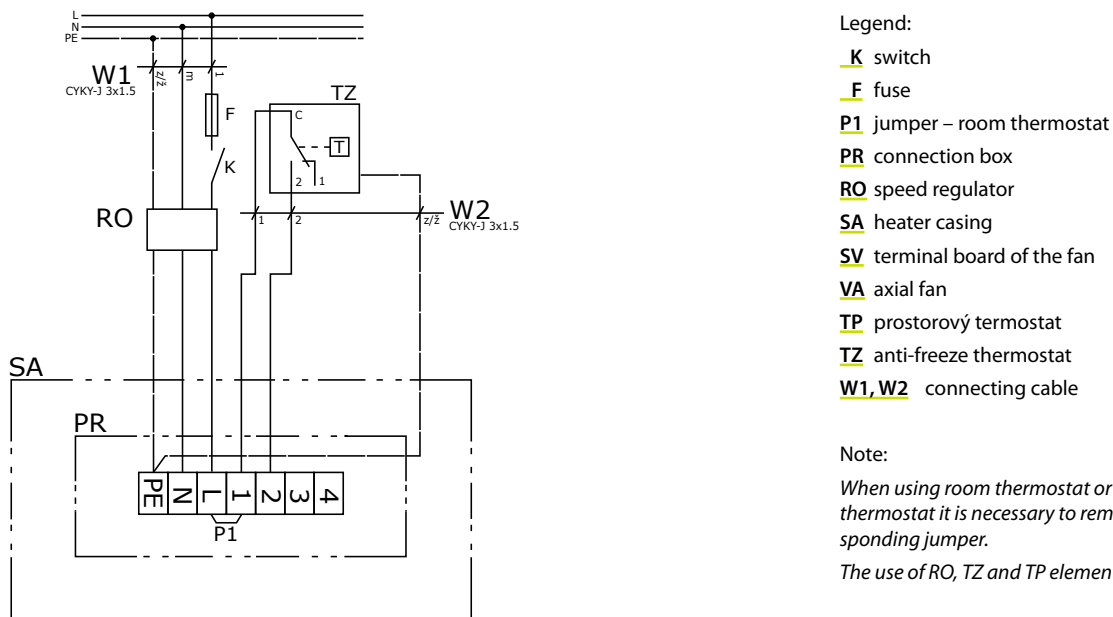 L
N
PE
W1
CYKY-J 3x1.5
z/ž
m
1
F
K
TZ
C
T
2
1
RO
1
2
z/ž
W2
CYKY-J 3x1.5
SA
PR
PE
N
L
1
2
3
4
P1
Legend:
K switch
F fuse
P1 jumper – room thermostat
PR connection box
RO speed regulator
SA heater casing
SV terminal board of the fan
VA axial fan
TP prostorový termostat
TZ anti-freeze thermostat
W1, W2 connecting cable
Note:
When using room thermostat or
thermostat it is necessary to rem
sponding jumper.
The use of RO, TZ and TP elemen